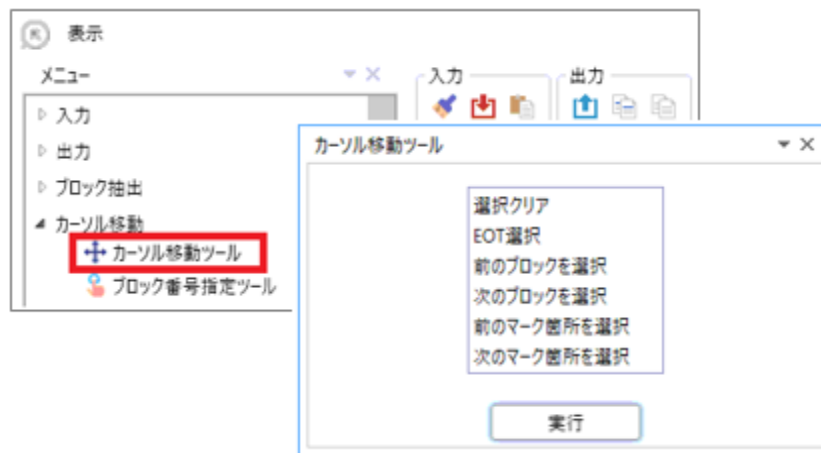 表示
メニュー
入力
出力
入力
出力
ブロック抽出
カーソル移動
カーソル移動ツール
ブロック番号指定ツール
カーソル移動ツール
選択クリア
EOT選択
前のブロックを選択
次のブロックを選択
前のマーク箇所を選択
次のマーク箇所を選択
実行